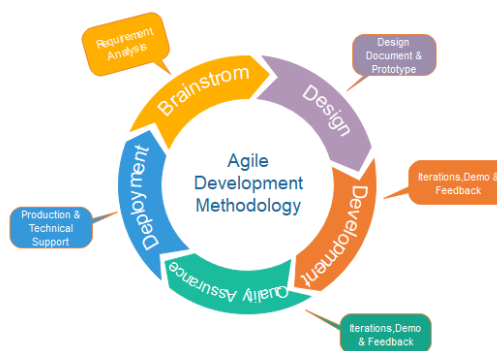 Requirement
Analysis
Brainstrom
Design
Document &
Prototype
Design
Agile
Development
Methodology
Iterations,Demo &
Feedback
Development
Production &
Technical
Support
Deployment
Quality Assurance
Iterations,Demo
& Feedback